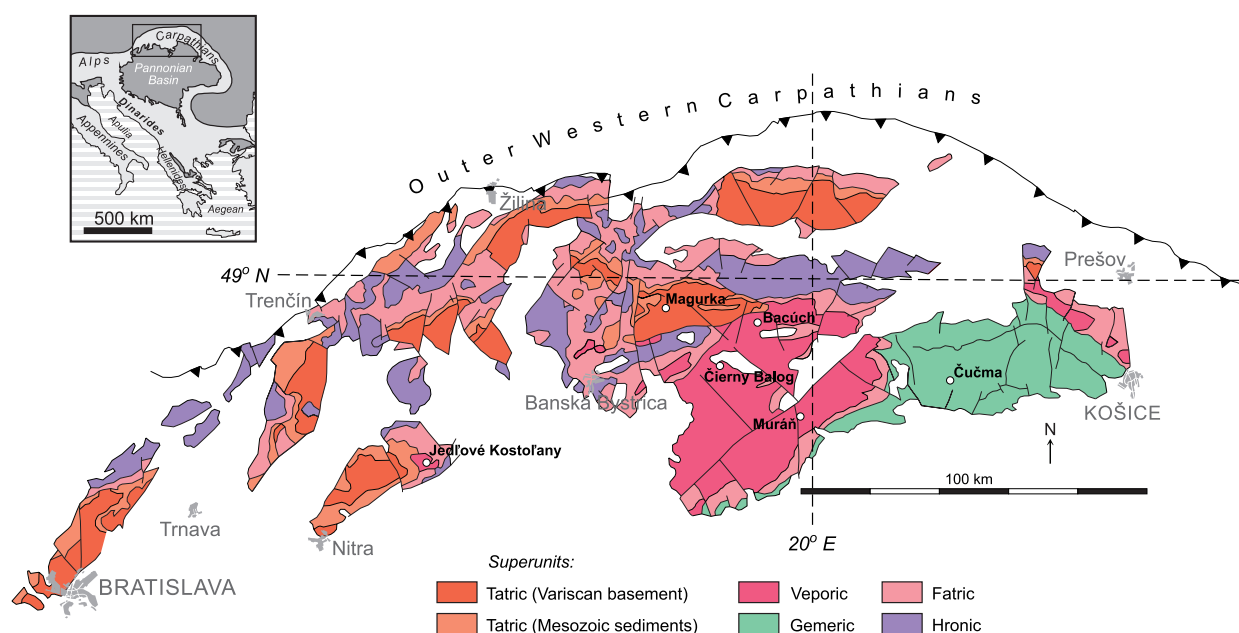 Carpathians
Alps
Pannonian
Basin
Dinarides
Apulia
Appennines
Hellenides
Aegean
500 km
Outer Western Carpathians
Žilina
49° N
Prešov
Trenčín
Magurka
Bacúch
Čierny Balog
Čučma
Banská Bystrica
KOŠICE
Muráň
N
Jedľové Kostoľany
100 km
Trnava
Nitra
20° E
BRATISLAVA
Superunits:
Tatric (Variscan basement)
Veporic
Fatric
Tatric (Mesozoic sediments)
Gemeric
Hronic